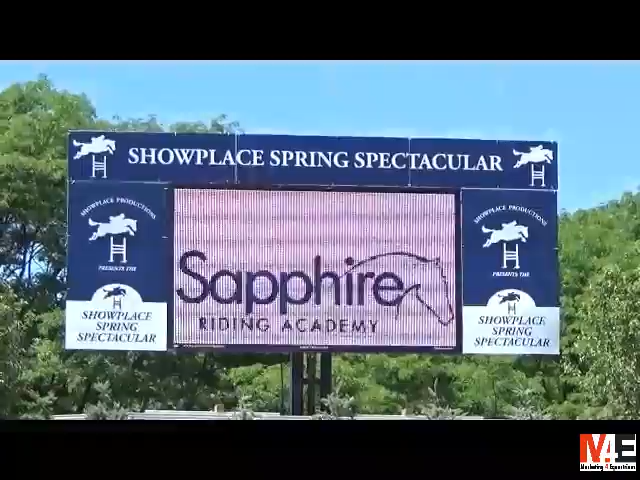 SHOWPLACE SPRING SPECTACULAR
SHOWPLACE PRODUCTIONS
PRESENTS THE
SHOWPLACE
SPRING
SPECTACULAR
Sapphire
RIDING ACADEMY
SHOWPLACE PRODUCTIONS
PRESENTS THE
SHOWPLACE
SPRING
SPECTACULAR
M4E
Marketing 4 Equestrians